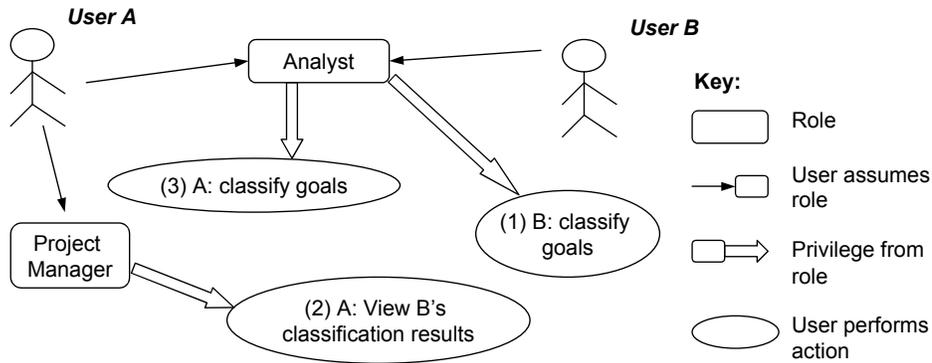 User A
User B
Analyst
Key:
Role
(3) A: classify goals
User assumes
role
(1) B: classify
goals
Project
Manager
Privilege from
role
(2) A: View B's
classification results
User performs
action